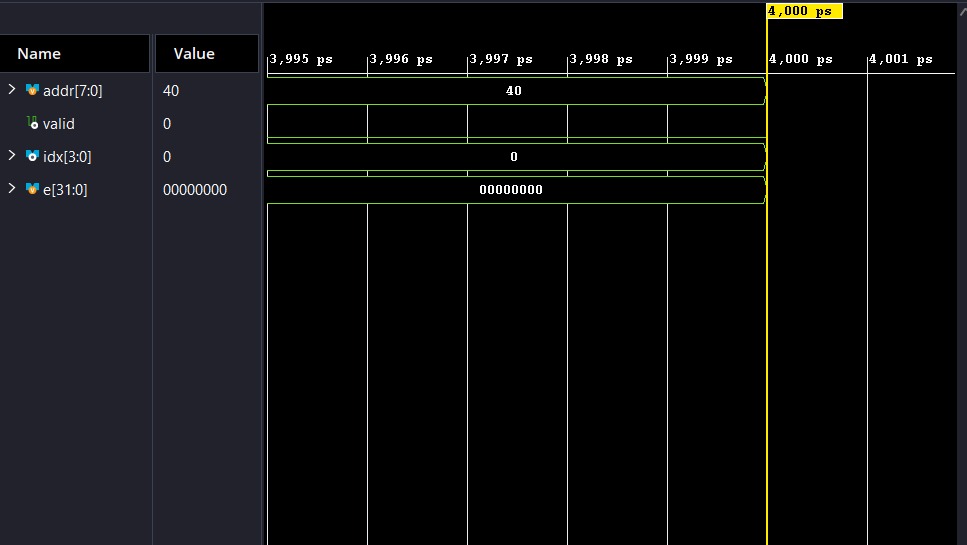 4,000 ps
Name Value
3,995 ps 3,996 ps 3,997 ps 3,998 ps 3,999 ps 4,000 ps 4,001 ps
addr[7:0] 40 40
valid 0
idx[3:0] 0 0
e[31:0] 00000000 00000000